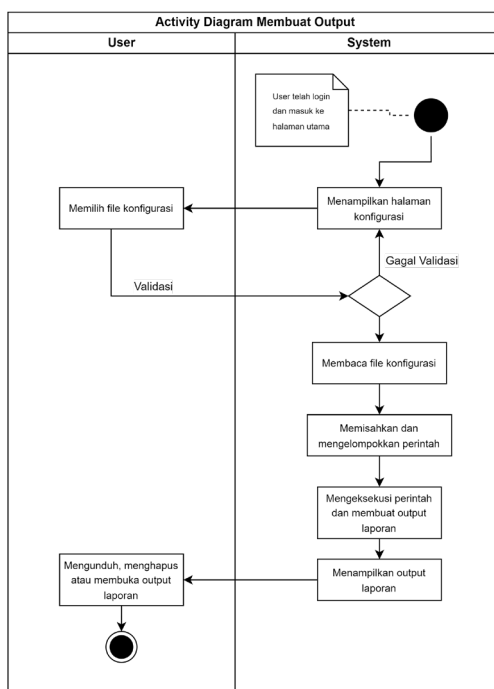 Activity Diagram Membuat Output
User
System
User telah login
dan masuk ke
halaman utama
Memilih file konfigurasi
Menampilkan halaman
konfigurasi
Gagal Validasi
Validasi
Membaca file konfigurasi
Memisahkan dan
mengelompokkan perintah
Mengeksekusi perintah
dan membuat output
laporan
Mengunduh, menghapus
atau membuka output
laporan
Menampilkan output
laporan